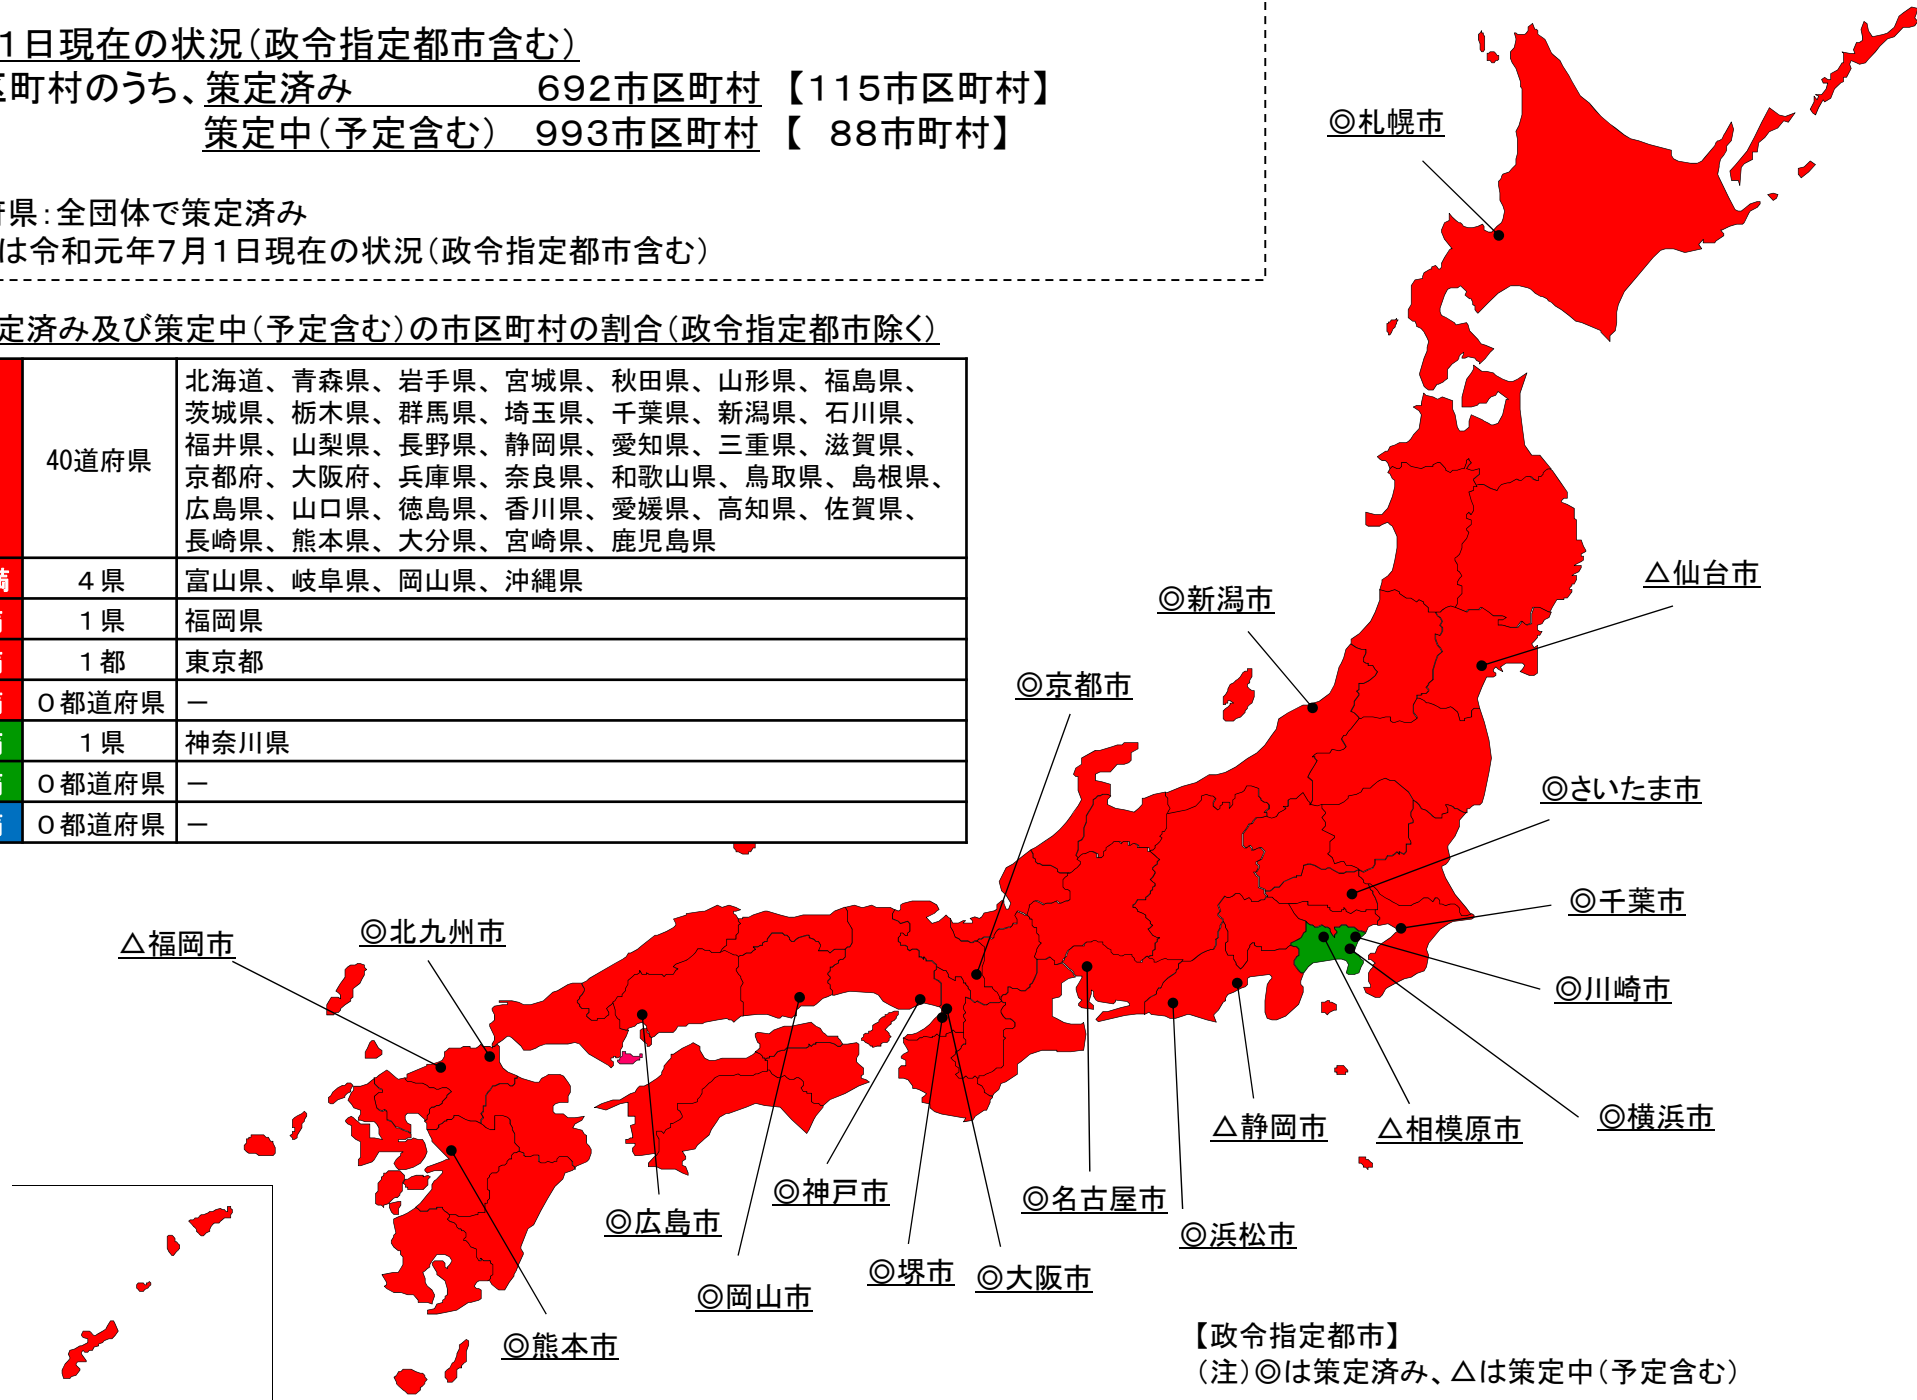 1日現在の状況（政令指定都市含む）
区町村のうち、策定済み 692市区町村 【115市区町村】
策定中（予定含む） 993市区町村 【 88市町村】
府県：全団体で策定済み
は令和元年7月1日現在の状況（政令指定都市含む）
定済み及び策定中（予定含む）の市区町村の割合（政令指定都市除く）
40道府県
北海道、青森県、岩手県、宮城県、秋田県、山形県、福島県、
茨城県、栃木県、群馬県、埼玉県、千葉県、新潟県、石川県、
福井県、山梨県、長野県、静岡県、愛知県、三重県、滋賀県、
京都府、大阪府、兵庫県、奈良県、和歌山県、鳥取県、島根県、
広島県、山口県、徳島県、香川県、愛媛県、高知県、佐賀県、
長崎県、熊本県、大分県、宮崎県、鹿児島県
4県 富山県、岐阜県、岡山県、沖縄県
1県 福岡県
1都 東京都
0都道府県 －
1県 神奈川県
0都道府県 －
0都道府県 －
◎札幌市
△仙台市
◎新潟市
◎京都市
◎さいたま市
◎千葉市
◎北九州市
△福岡市
◎川崎市
◎横浜市
△静岡市
△相模原市
◎神戸市
◎名古屋市
◎広島市
◎浜松市
◎堺市
◎大阪市
◎岡山市
◎熊本市
【政令指定都市】
（注）◎は策定済み、△は策定中（予定含む）